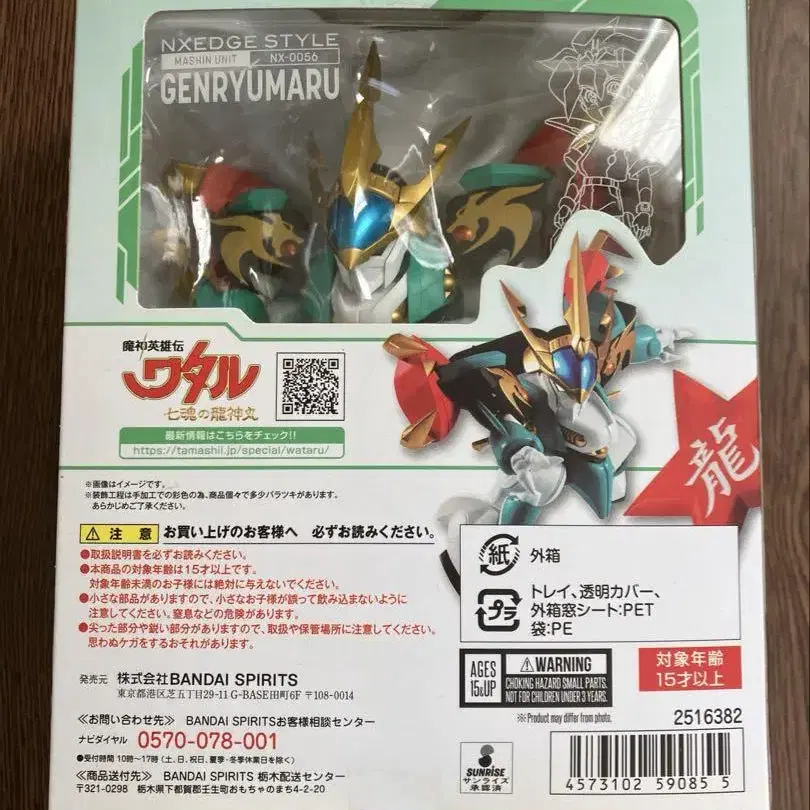 NXEDGE STYLE
MASHIN UNIT NX-0056
GENRYUMARU
魔神英雄伝
ワタル
七魂の龍神丸
最新情報はこちらをチェック!!
https://tamashii.jp/special/wataru/
龍
※画像はイメージです。
※装飾工程は手加工での彩色の為、商品個々で多少バラツキがあります。
あらかじめご了承ください。
注意 お買い上げのお客様へ 必ずお読みください。
●取扱説明書を必ずお読みください。
●本商品の対象年齢は15才以上です。
対象年齢未満のお子様には絶対に与えないでください。
●小さな部品がありますので、小さなお子様が誤って飲み込まないように
注意してください。窒息などの危険があります。
●尖った部分や鋭い部分がありますので、取扱や保管場所に注意してください。
思わぬケガをするおそれがあります。
紙 外箱
プラ トレイ、透明カバー、
外箱窓シート:PET
袋:PE
発売元 株式会社BANDAI SPIRITS
東京都港区芝五丁目29-11 G-BASE田町6F 〒108-0014
≪お問い合わせ先≫ BANDAI SPIRITSお客様相談センター
ナビダイヤル 0570-078-001
●受付時間 10時~17時(土、日、祝日、夏季・冬季休業日を除く)
≪商品送付先≫ BANDAI SPIRITS 栃木配送センター
〒321-0298 栃木県下都賀郡壬生町おもちゃのまち4-2-20
AGES
15&UP
WARNING
CHOKING HAZARD SMALL PARTS.
NOT FOR CHILDREN UNDER 3 YEARS.
※Product may differ from photo.
対象年齢
15才以上
2516382
SUNRISE
サンライズ
承認済
4573102 59085 5